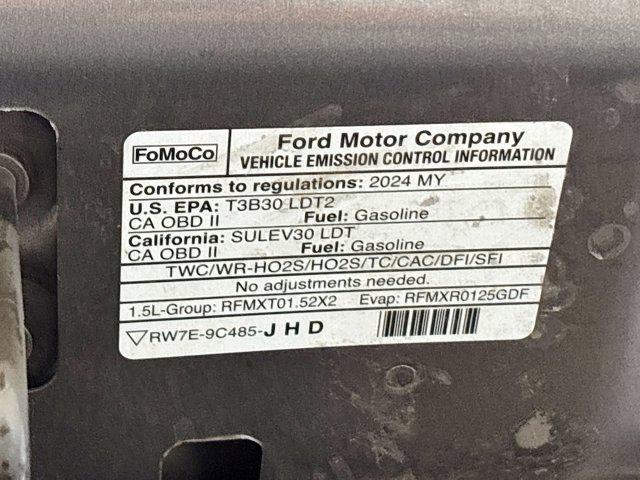 FoMoCo
Ford Motor Company
VEHICLE EMISSION CONTROL INFORMATION
Conforms to regulations: 2024 MY
U.S. EPA: T3B30 LDT2
CA OBD II Fuel: Gasoline
California: SULEV30 LDT
CA OBD II Fuel: Gasoline
TWC/WR-HO2S/HO2S/TC/CAC/DFI/SFI
No adjustments needed.
1.5L-Group: RFMXT01.52X2 Evap: RFMXR0125GDF
RW7E-9C485-J H D